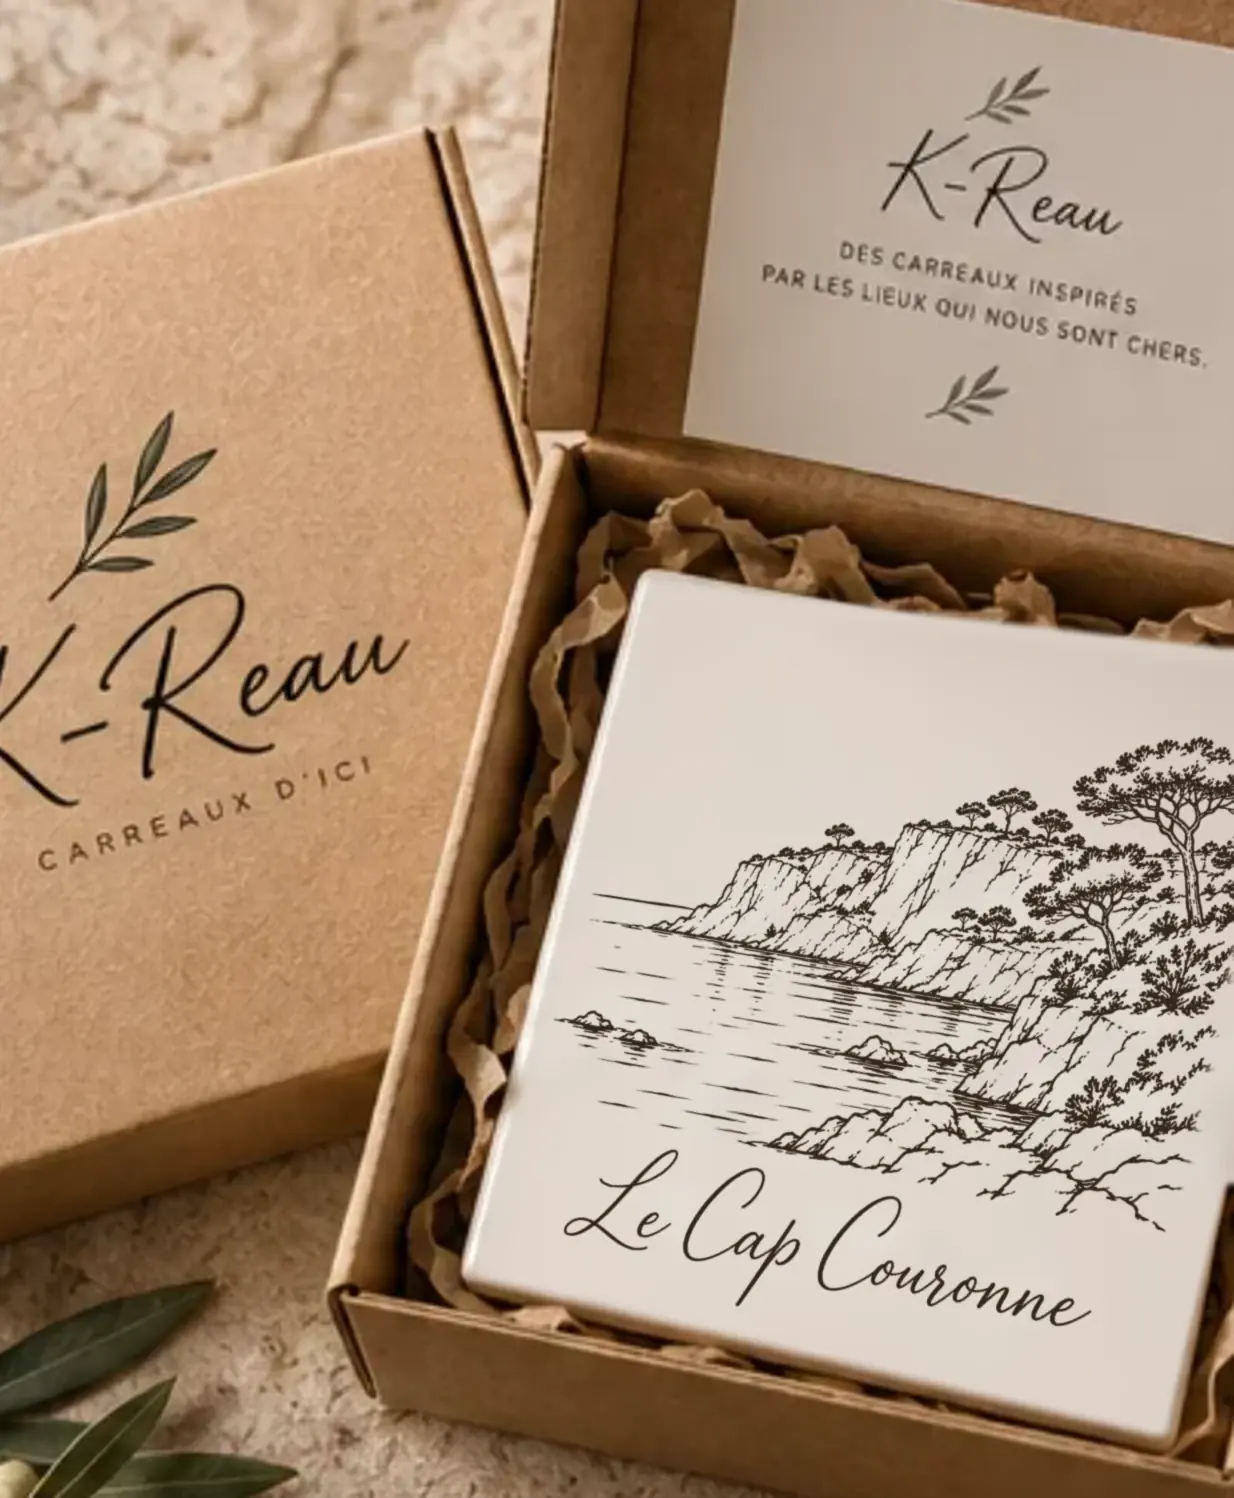 K-Reau
CARREAUX D'ICI
K-Reau
DES CARREAUX INSPIRÉS
PAR LES LIEUX QUI NOUS SONT CHERS.
Le Cap Couronne